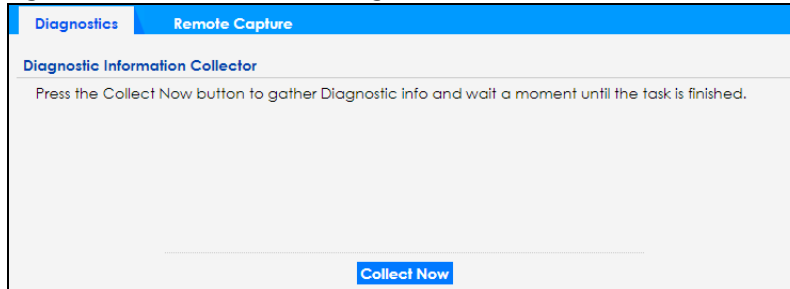 Diagnostics Remote Capture
Diagnostic Information Collector
Press the Collect Now button to gather Diagnostic info and wait a moment until the task is finished.
Collect Now